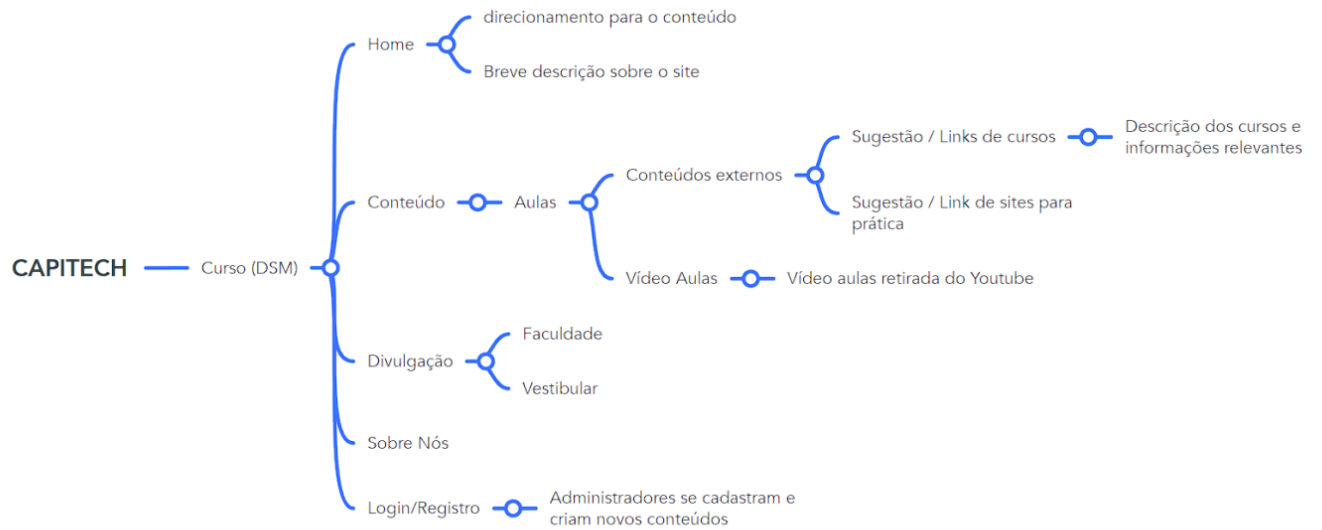 CAPITECH
Curso (DSM)
Home
direcionamento para o conteúdo
Breve descrição sobre o site
Conteúdo
Aulas
Conteúdos externos
Sugestão / Links de cursos
Descrição dos cursos e
informações relevantes
Sugestão / Link de sites para
prática
Vídeo Aulas
Vídeo aulas retirada do Youtube
Divulgação
Faculdade
Vestibular
Sobre Nós
Login/Registro
Administradores se cadastram e
criam novos conteúdos